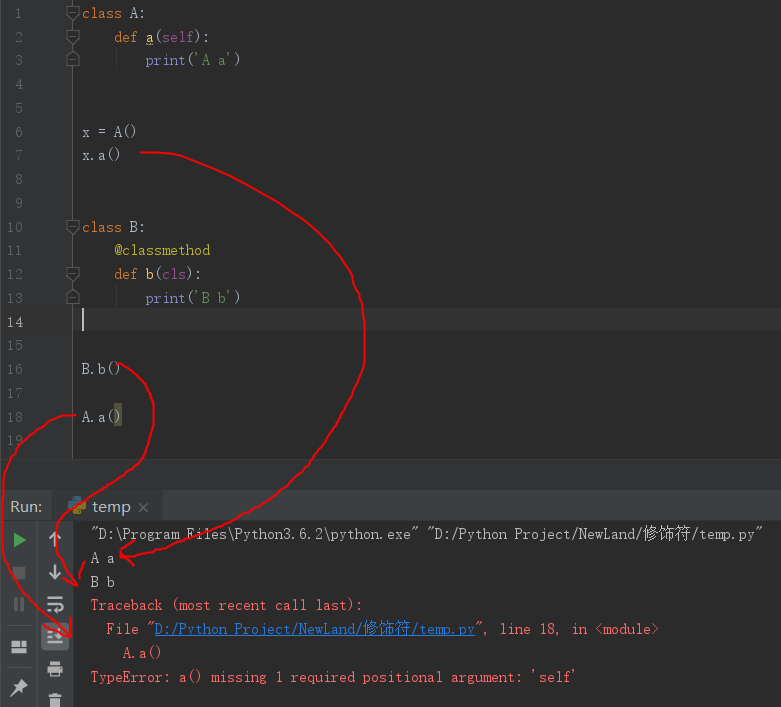 1 class A:
2 def a(self):
3 print('A a')
4
5
6 x = A()
7 x.a()
8
9
10 class B:
11 @classmethod
12 def b(cls):
13 print('B b')
14
15
16 B.b()
17
18 A.a()
19
Run: temp ×
"D:\Program Files\Python3.6.2\python.exe" "D:/Python Project/NewLand/修饰符/temp.py"
A a
B b
Traceback (most recent call last):
File "D:/Python Project/NewLand/修饰符/temp.py", line 18, in <module>
A.a()
TypeError: a() missing 1 required positional argument: 'self'